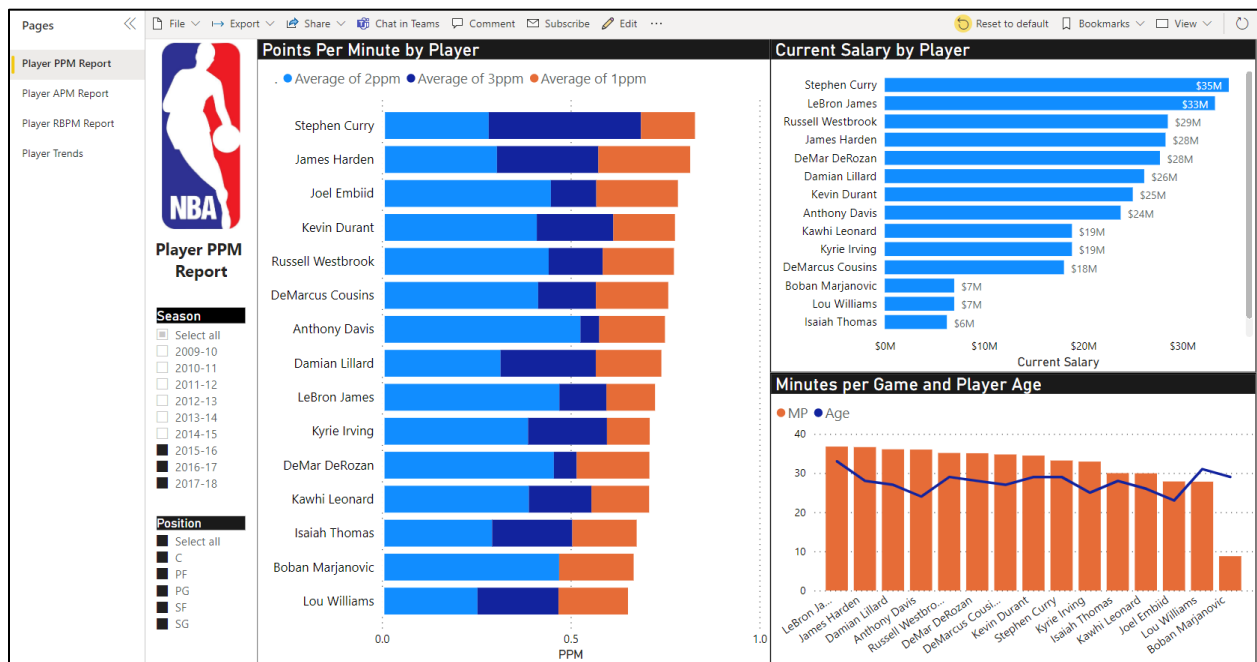 Pages
Player PPM Report
Player APM Report
Player RBPM Report
Player Trends
File Export Share Chat in Teams Comment Subscribe Edit ··· Reset to default Bookmarks View
NBA
Player PPM
Report
Season
Select all
2009-10
2010-11
2011-12
2012-13
2013-14
2014-15
2015-16
2016-17
2017-18
Position
Select all
C
PF
PG
SF
SG
Points Per Minute by Player
. Average of 2ppm Average of 3ppm Average of 1ppm
Stephen Curry
James Harden
Joel Embiid
Kevin Durant
Russell Westbrook
DeMarcus Cousins
Anthony Davis
Damian Lillard
LeBron James
Kyrie Irving
DeMar DeRozan
Kawhi Leonard
Isaiah Thomas
Boban Marjanovic
Lou Williams
0.0 0.5 1.0
PPM
Current Salary by Player
Stephen Curry $35M
LeBron James $33M
Russell Westbrook $29M
James Harden $28M
DeMar DeRozan $28M
Damian Lillard $26M
Kevin Durant $25M
Anthony Davis $24M
Kawhi Leonard $19M
Kyrie Irving $19M
DeMarcus Cousins $18M
Boban Marjanovic $7M
Lou Williams $7M
Isaiah Thomas $6M
$0M $10M $20M $30M
Current Salary
Minutes per Game and Player Age
MP Age
40
30
20
10
0
LeBron Ja...
James Harden
Damian Lillard
Anthony Davis
Russell Westbro...
DeMar DeRozan
DeMarcus Cousi...
Kevin Durant
Stephen Curry
Kyrie Irving
Isaiah Thomas
Kawhi Leonard
Joel Embiid
Lou Williams
Boban Marjanovic